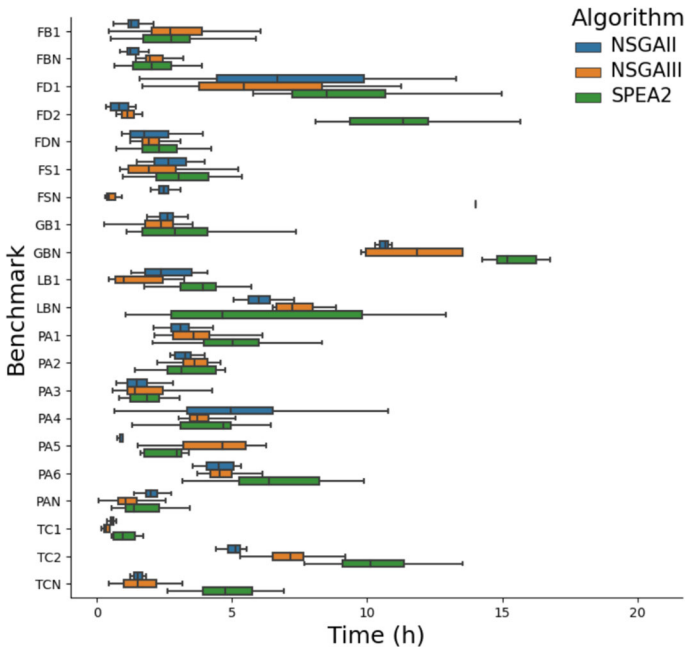 Algorithm
NSGAII
NSGAIII
SPEA2
Benchmark
FB1
FBN
FD1
FD2
FDN
FS1
FSN
GB1
GBN
LB1
LBN
PA1
PA2
PA3
PA4
PA5
PA6
PAN
TC1
TC2
TCN
0 5 10 15 20
Time (h)